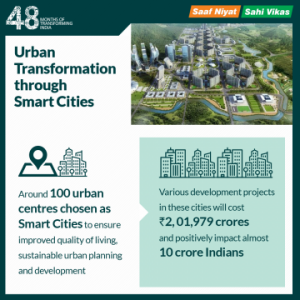 48 MONTHS OF
TRANSFORMING
INDIA
Saaf Niyat Sahi Vikas
Urban
Transformation
through
Smart Cities
Around 100 urban
centres chosen as
Smart Cities to ensure
improved quality of living,
sustainable urban planning
and development
Various development projects
in these cities will cost
₹2, 01,979 crores
and positively impact almost
10 crore Indians